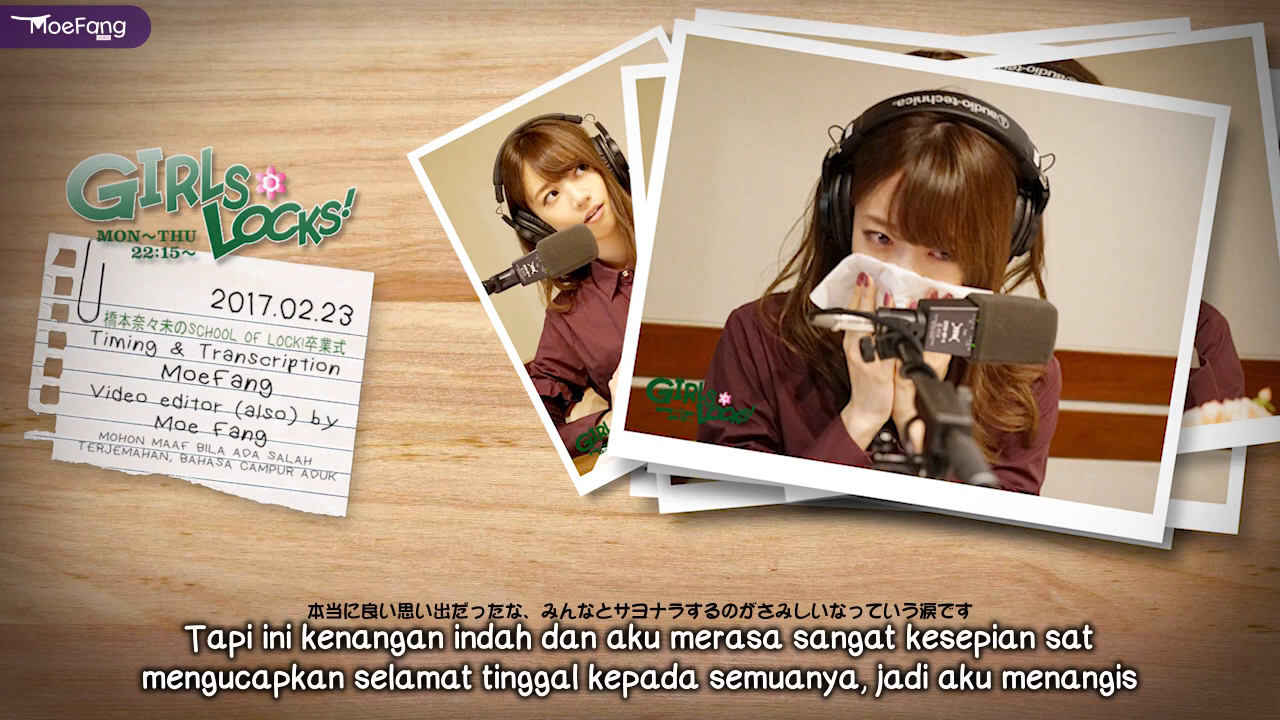 MoeFang
GIRLS
LOCKS!
MON~THU
22:15~
2017.02.23
橋本奈々未のSCHOOL OF LOCK!卒業式
Timing & Transcription
MoeFang
Video editor (also) by
Moe Fang
MOHON MAAF BILA ADA SALAH
TERJEMAHAN, BAHASA CAMPUR ADUK
audio-technica
audio-technica
GIRLS
LOCKS!
GIRLS
本当に良い思い出だったな、みんなとサヨナラするのがさみしいなっていう涙です
Tapi ini kenangan indah dan aku merasa sangat kesepian sat
mengucapkan selamat tinggal kepada semuanya, jadi aku menangis